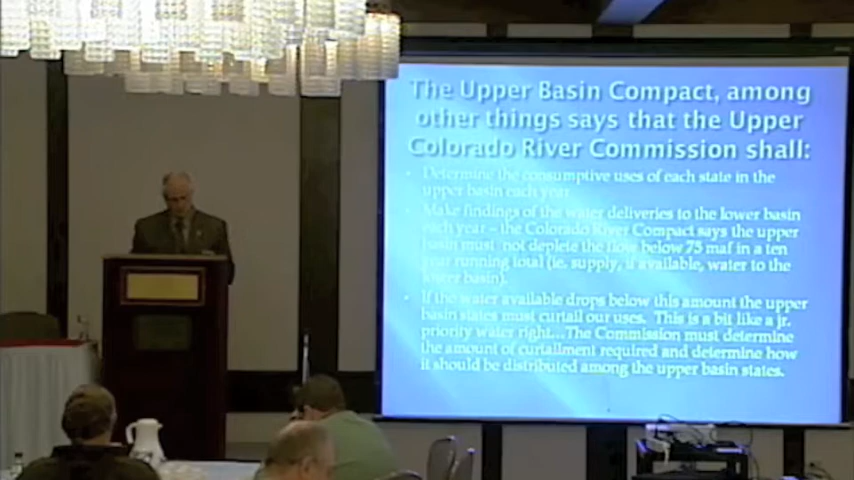 The Upper Basin Compact, among
other things says that the Upper
Colorado River Commission shall:
• Determine the consumptive uses of each state in the
upper basin each year
• Make findings of the water deliveries to the lower basin
each year – the Colorado River Compact says the upper
basin must not deplete the flow below 75 maf in a ten
year running total (ie. supply, if available, water to the
lower basin).
• If the water available drops below this amount the upper
basin states must curtail our uses. This is a bit like a jr.
priority water right...The Commission must determine
the amount of curtailment required and determine how
it should be distributed among the upper basin states.